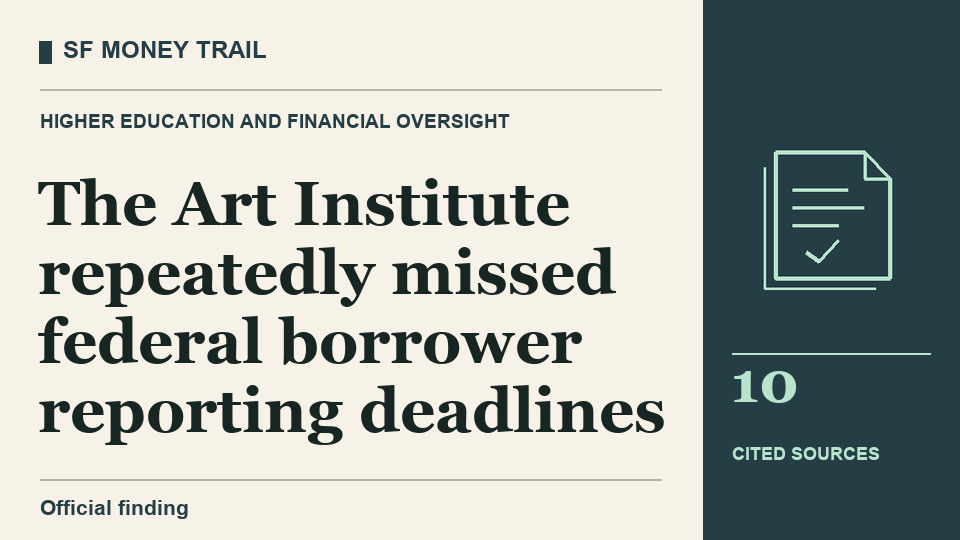 SF MONEY TRAIL
HIGHER EDUCATION AND FINANCIAL OVERSIGHT
The Art Institute
repeatedly missed
federal borrower
reporting deadlines
Official finding
10
CITED SOURCES